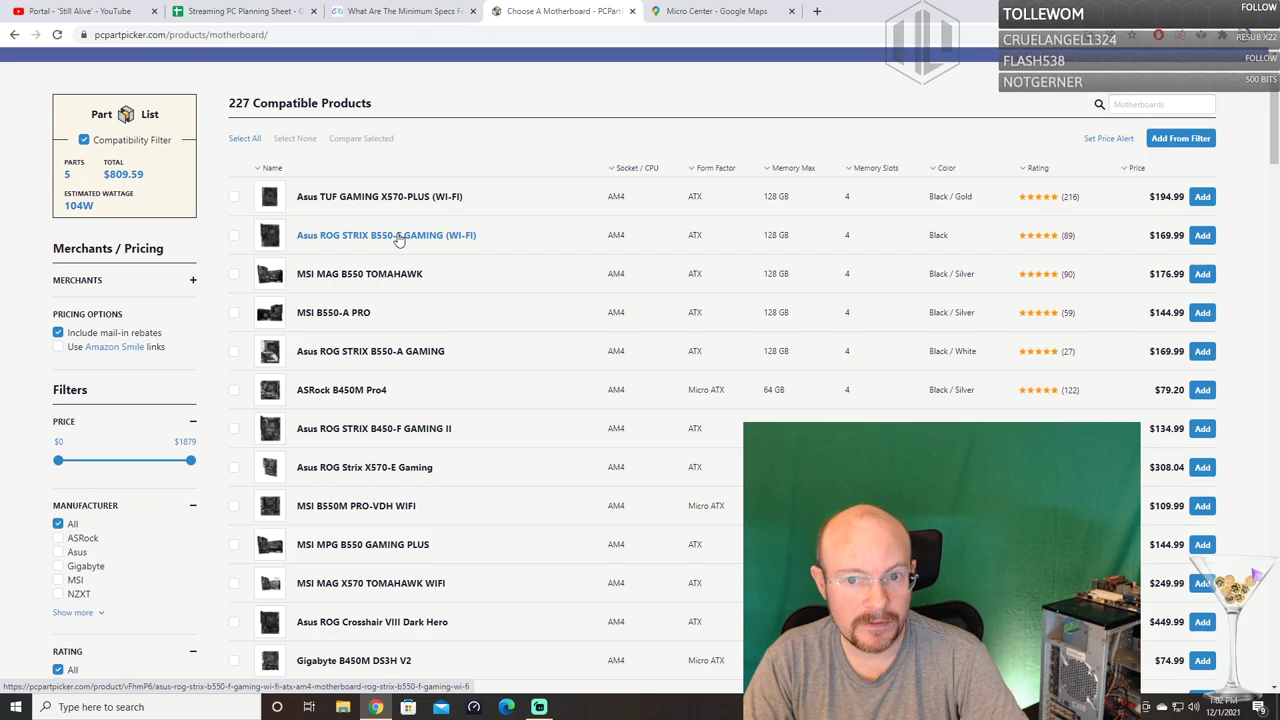 Portal - 'Still Alive' - YouTube
Streaming PC Planning Sheet - G
What Are The Minimum Specs F
Choose A Motherboard - PCPart
Micro Center - Google Maps
pcpartpicker.com/products/motherboard/
TOLLEWOM FOLLOW
CRUELANGEL1324 RESUB X22
FLASH538 FOLLOW
NOTGERNER 500 BITS
Part List
Compatibility Filter
PARTS TOTAL
5 $809.59
ESTIMATED WATTAGE
104W
Merchants / Pricing
MERCHANTS +
PRICING OPTIONS
Include mail-in rebates
Use Amazon Smile links
Filters
PRICE
$0 $1879
MANUFACTURER
All
ASRock
Asus
Gigabyte
MSI
NZXT
Show more
RATING
All
227 Compatible Products
Motherboards
Select All Select None Compare Selected Set Price Alert Add From Filter
Name Socket / CPU Form Factor Memory Max Memory Slots Color Rating Price
Asus TUF GAMING X570-PLUS (WI-FI) AM4 ATX 128 GB 4 Black / Gold (216) $194.99 Add
Asus ROG STRIX B550-F GAMING (WI-FI) AM4 ATX 128 GB 4 Black (89) $169.99 Add
MSI MAG B550 TOMAHAWK AM4 ATX 128 GB 4 Black / Silver (90) $176.99 Add
MSI B550-A PRO AM4 ATX 128 GB 4 Black / Silver (59) $144.99 Add
Asus ROG STRIX B550-A GAMING AM4 ATX 128 GB 4 Black / White (27) $169.99 Add
ASRock B450M Pro4 AM4 Micro ATX 64 GB 4 Black / Silver (122) $79.20 Add
Asus ROG STRIX B450-F GAMING II AM4 ATX $134.99 Add
Asus ROG Strix X570-E Gaming AM4 ATX $308.04 Add
MSI B550M PRO-VDH WIFI AM4 Micro ATX $109.99 Add
MSI MPG B550 GAMING PLUS AM4 ATX $144.99 Add
MSI MAG X570 TOMAHAWK WIFI AM4 ATX $249.99 Add
Asus ROG Crosshair VIII Dark Hero AM4 ATX $449.99 Add
Gigabyte B450M DS3H V2 AM4 Micro ATX $74.99 Add
https://pcpartpicker.com/product/vFhmP6/asus-rog-strix-b550-f-gaming-wi-fi-atx-am4-motherboard-rog-strix-b550-f-gaming-wi-fi
Type here to search
1:02 PM
12/1/2021